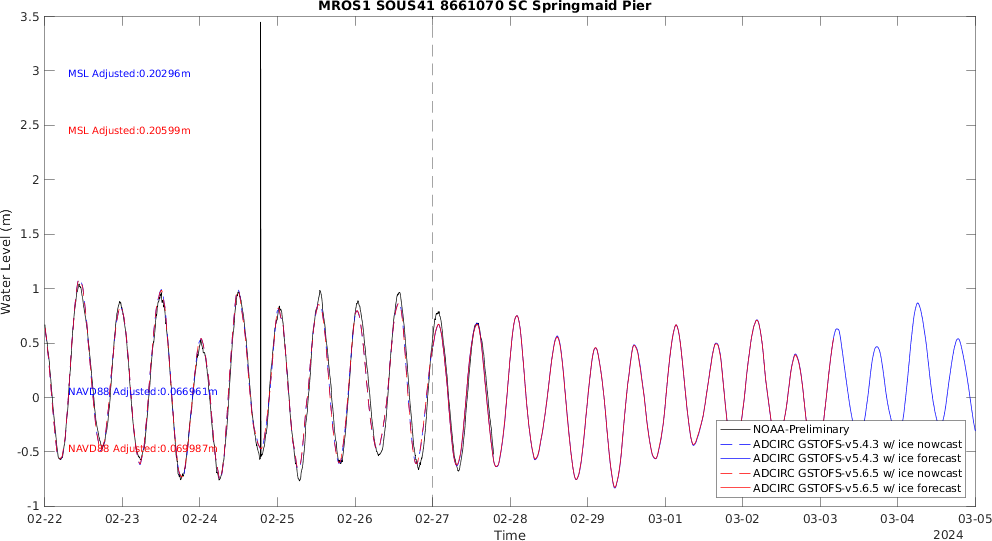 MROS1 SOUS41 8661070 SC Springmaid Pier
3.5
3
2.5
2
1.5
1
0.5
0
-0.5
-1
Water Level (m)
MSL Adjusted:0.20296m
MSL Adjusted:0.20599m
NAVD88 Adjusted:0.066961m
NAVD88 Adjusted:0.069987m
NOAA-Preliminary
ADCIRC GSTOFS-v5.4.3 w/ ice nowcast
ADCIRC GSTOFS-v5.4.3 w/ ice forecast
ADCIRC GSTOFS-v5.6.5 w/ ice nowcast
ADCIRC GSTOFS-v5.6.5 w/ ice forecast
02-22 02-23 02-24 02-25 02-26 02-27 02-28 02-29 03-01 03-02 03-03 03-04 03-05
Time
2024